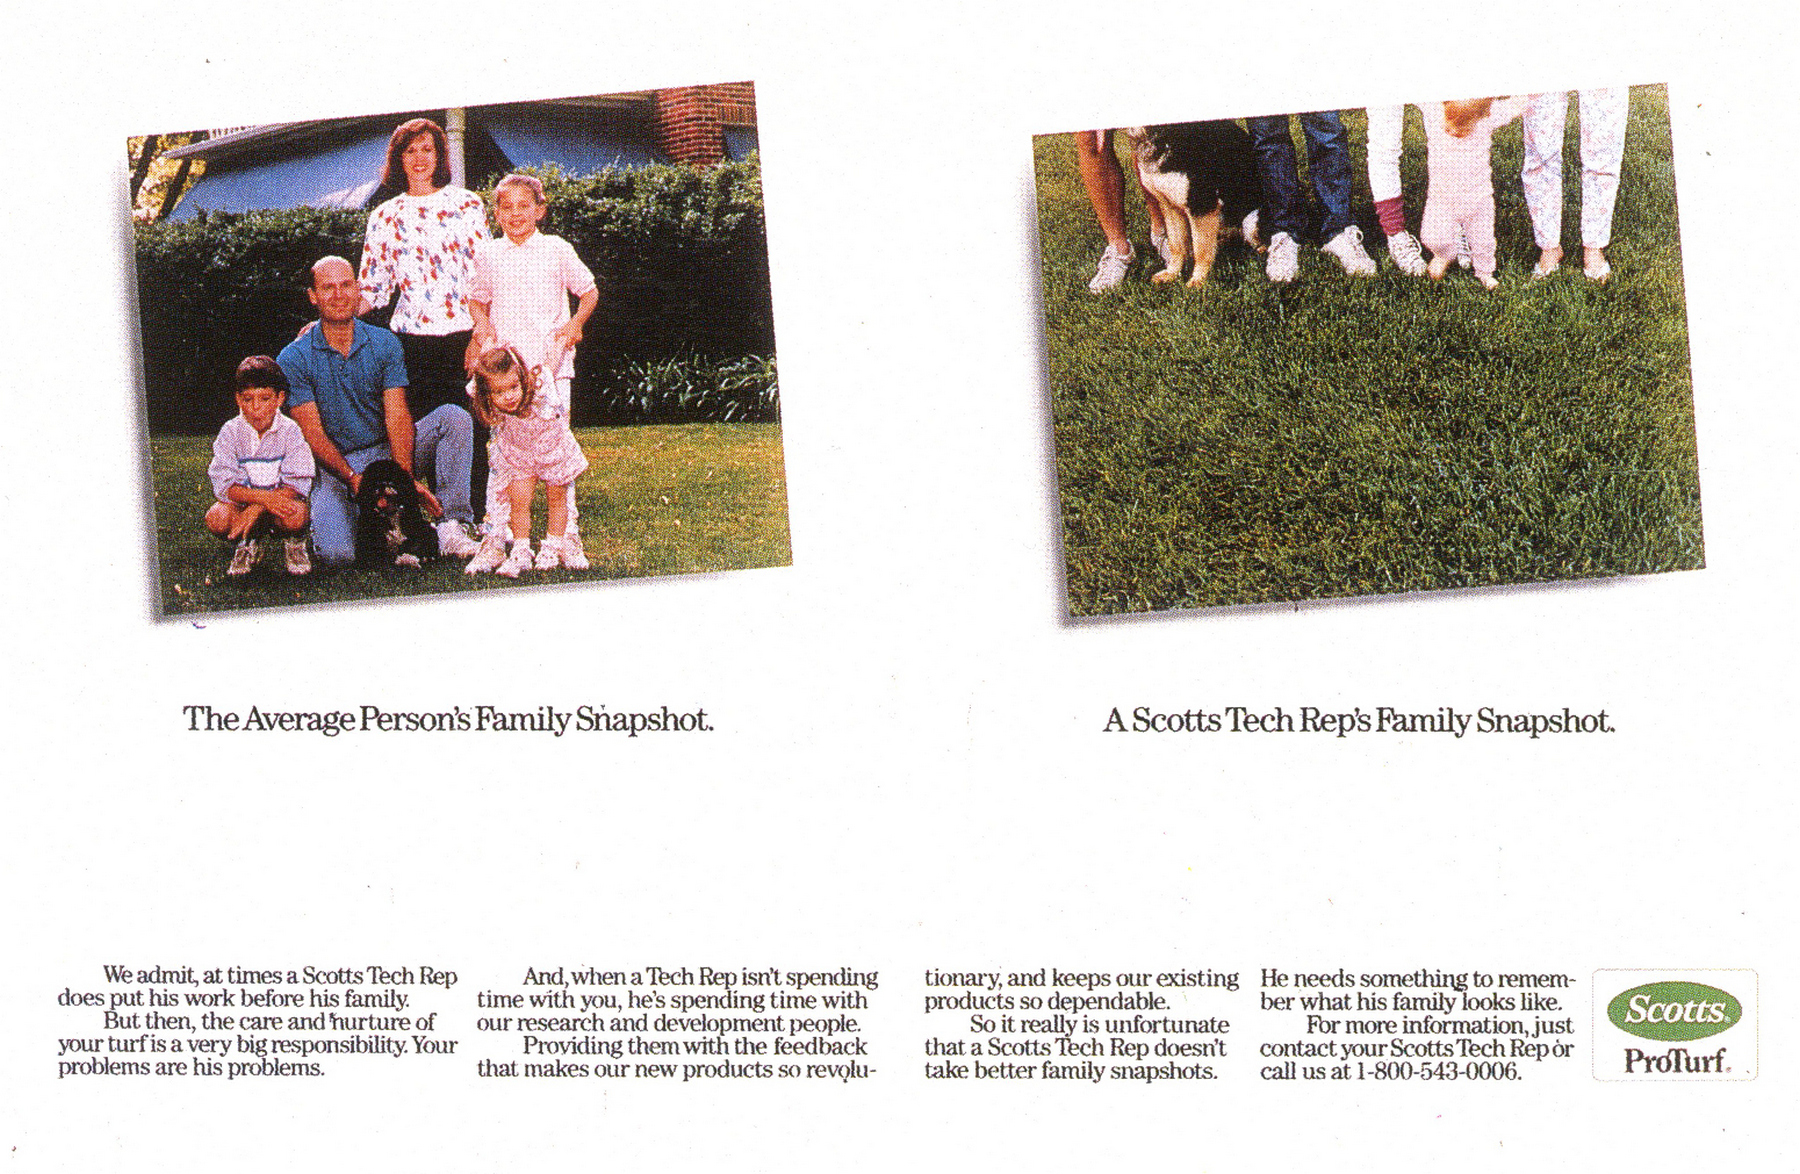 The Average Person's Family Snapshot.
A Scotts Tech Rep's Family Snapshot.
We admit, at times a Scotts Tech Rep
does put his work before his family.
But then, the care and nurture of
your turf is a very big responsibility. Your
problems are his problems.
And, when a Tech Rep isn't spending
time with you, he's spending time with
our research and development people.
Providing them with the feedback
that makes our new products so revolu-
tionary, and keeps our existing
products so dependable.
So it really is unfortunate
that a Scotts Tech Rep doesn't
take better family snapshots.
He needs something to remem-
ber what his family looks like.
For more information, just
contact your Scotts Tech Rep or
call us at 1-800-543-0006.
Scotts®
ProTurf®